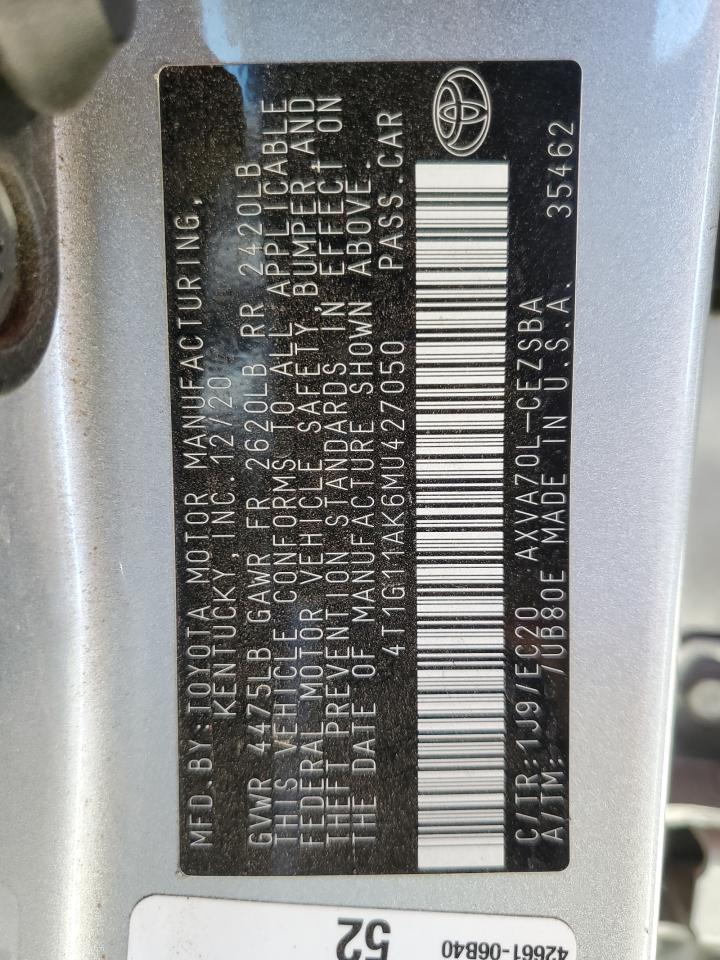 MFD. BY: TOYOTA MOTOR MANUFACTURING,
KENTUCKY, INC. 12/20
GVWR 4475LB GAWR FR 2620LB RR 2420LB
THIS VEHICLE CONFORMS TO ALL APPLICABLE
FEDERAL MOTOR VEHICLE SAFETY, BUMPER, AND
THEFT PREVENTION STANDARDS IN EFFECT ON
THE DATE OF MANUFACTURE SHOWN ABOVE.
4T1G11AK6MU427050 PASS.CAR
C/TR:1J9/EC20 AXVA70L-CEZSBA
A/TM: /UB80E MADE IN U.S.A. 35462
52
42661-06B40